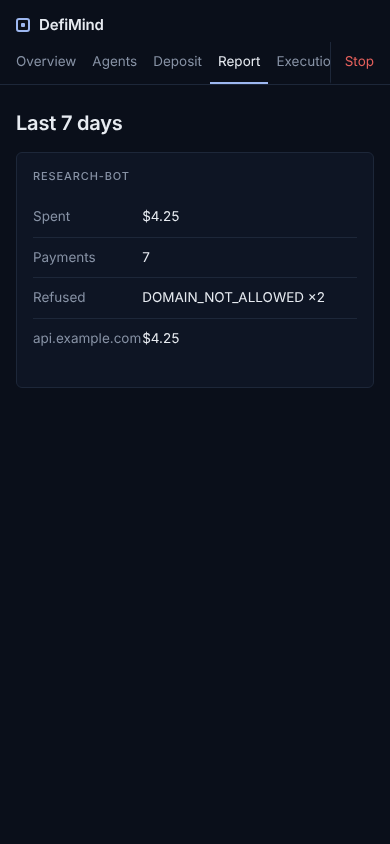 DefiMind
Overview Agents Deposit Report Executio Stop
Last 7 days
RESEARCH-BOT
Spent $4.25
Payments 7
Refused DOMAIN_NOT_ALLOWED ×2
api.example.com $4.25